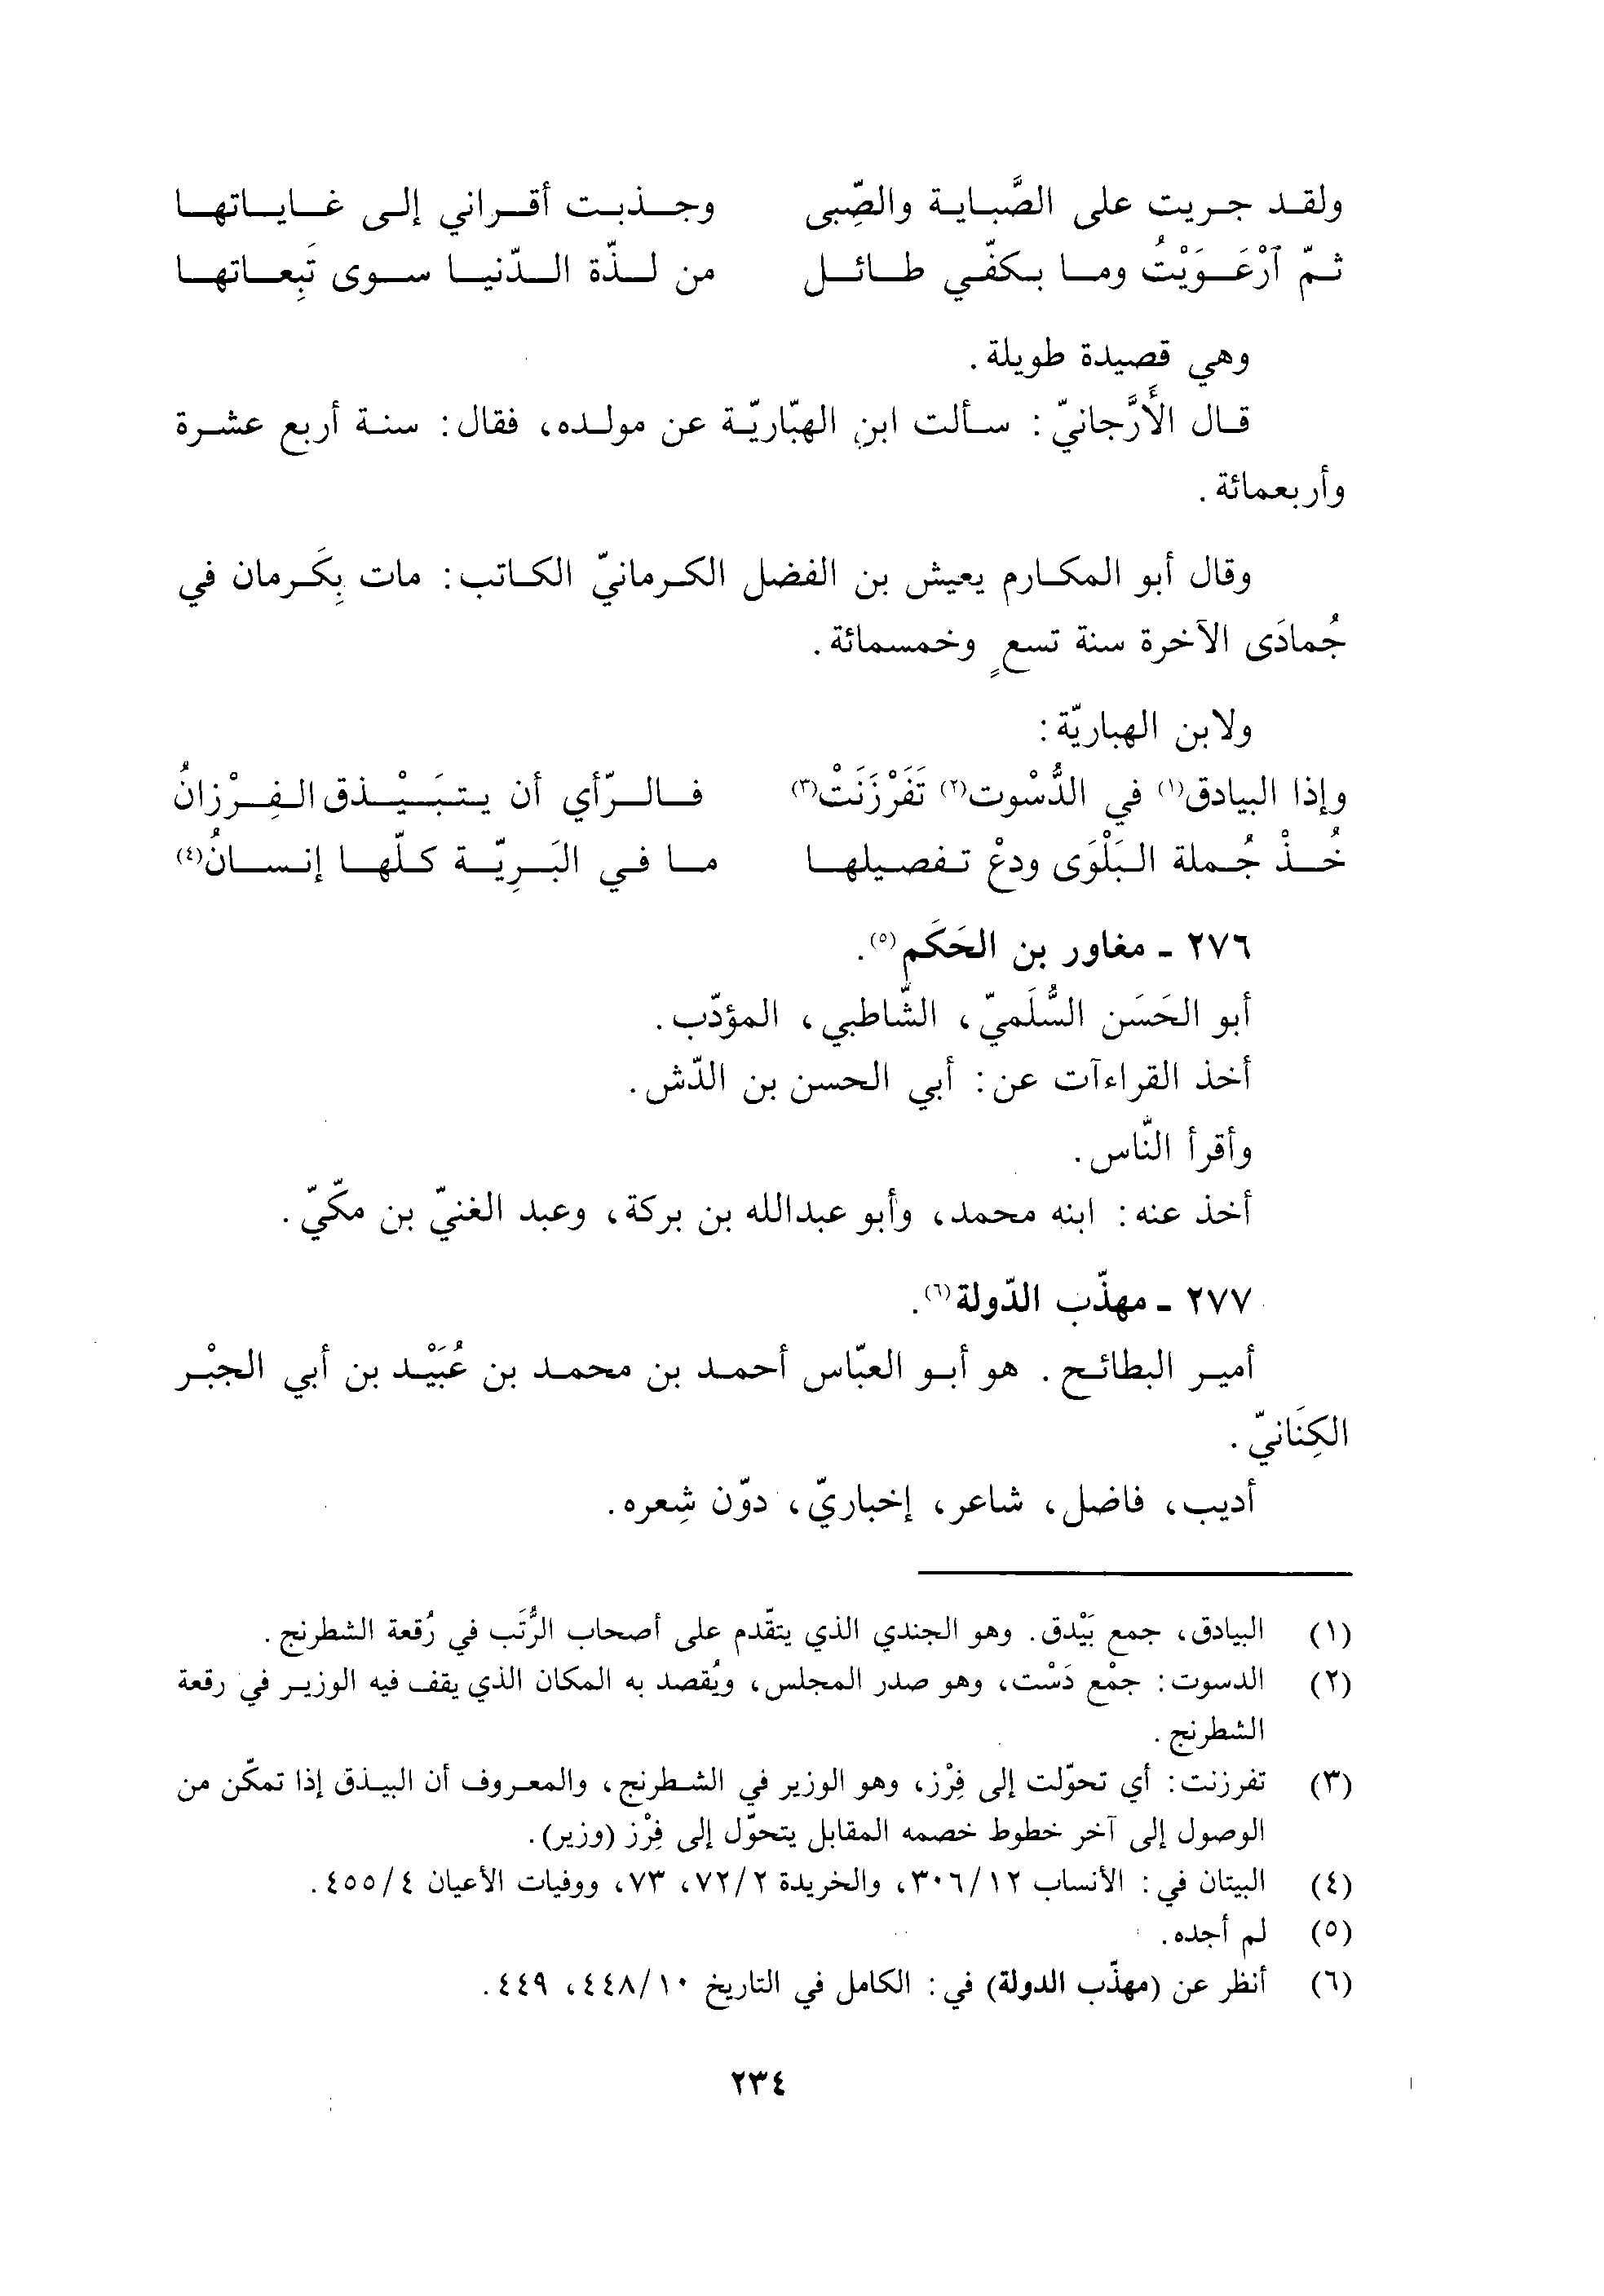 ولقد جريت على الصَّباية والصِّبى وجذبت أقراني إلى غاياتها
ثمّ ٱرْعَوَيْتُ وما بكفّي طائل من لذّة الدّنيا سوى تَبِعاتها
وهي قصيدة طويلة.
قال الأَرَّجانيّ: سألت ابن الهبّاريّة عن مولده، فقال: سنة أربع عشرة
وأربعمائة.
وقال أبو المكارم يعيش بن الفضل الكرمانيّ الكاتب: مات بِكَرمان في
جُمادَى الآخرة سنة تسعٍ وخمسمائة.
ولابن الهباريّة:
وإذا البيادق(١) في الدُّسْوت(٢) تَفَرْزَنَتْ(٣) فالرّأي أن يتبَيْذق الفِرْزانُ
خُذْ جُملة البَلْوَى ودعْ تفصيلها ما في البَرِيّة كلّها إنسانُ(٤)
٢٧٦ - مغاور بن الحَكَم(٥).
أبو الحَسَن السُّلَميّ، الشّاطبي، المؤدّب.
أخذ القراءآت عن: أبي الحسن بن الدّش.
وأقرأ النّاس.
أخذ عنه: ابنه محمد، وأبو عبدالله بن بركة، وعبد الغنيّ بن مكّيّ.
٢٧٧ - مهذّب الدّولة(٦).
أمير البطائح. هو أبو العبّاس أحمد بن محمد بن عُبَيْد بن أبي الجبْر
الكِنَانيّ.
أديب، فاضل، شاعر، إخباريّ، دوّن شِعره.
(١) البيادق، جمع بَيْدق. وهو الجندي الذي يتقّدم على أصحاب الرُّتَب في رُقعة الشطرنج.
(٢) الدسوت: جمْع دَسْت، وهو صدر المجلس، ويُقصد به المكان الذي يقف فيه الوزير في رقعة
الشطرنج.
(٣) تفرزنت: أي تحوّلت إلى فِرْز، وهو الوزير في الشطرنج، والمعروف أن البيذق إذا تمكّن من
الوصول إلى آخر خطوط خصمه المقابل يتحوّل إلى فِرْز (وزير).
(٤) البيتان في: الأنساب ٣٠٦/١٢، والخريدة ٧٢/٢، ٧٣، ووفيات الأعيان ٤٥٥/٤.
(٥) لم أجده.
(٦) أنظر عن (مهذّب الدولة) في: الكامل في التاريخ ٤٤٨/١٠، ٤٤٩.
٢٣٤